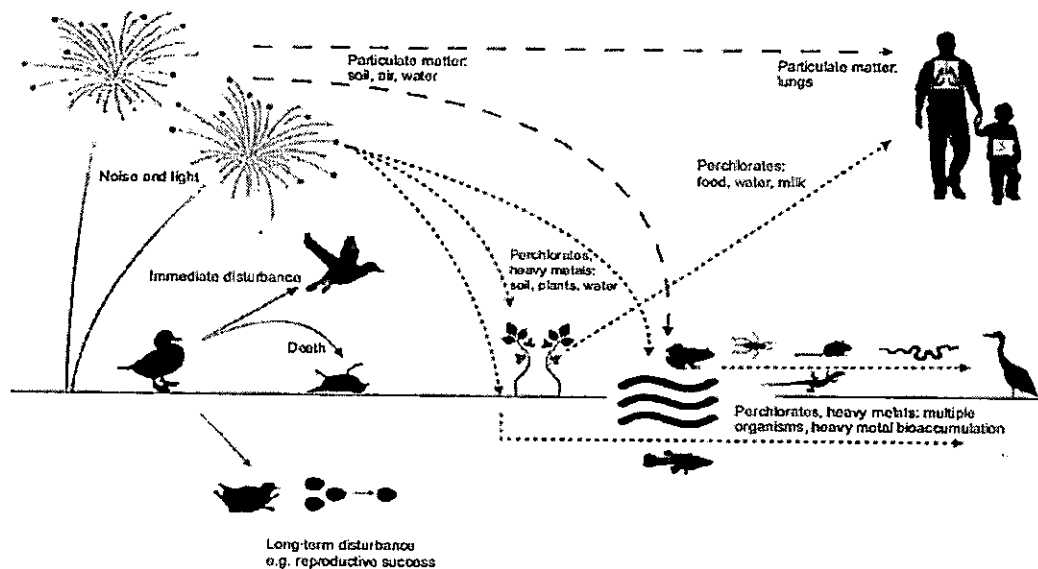 Particulate matter:
soil, air, water
Particulate matter:
lungs
Noise and light
Perchlorates:
food, water, milk
Immediate disturbance
Perchlorates,
heavy metals:
soil, plants, water
Death
Perchlorates, heavy metals: multiple
organisms, heavy metal bioaccumulation
Long-term disturbance
e.g. reproductive success